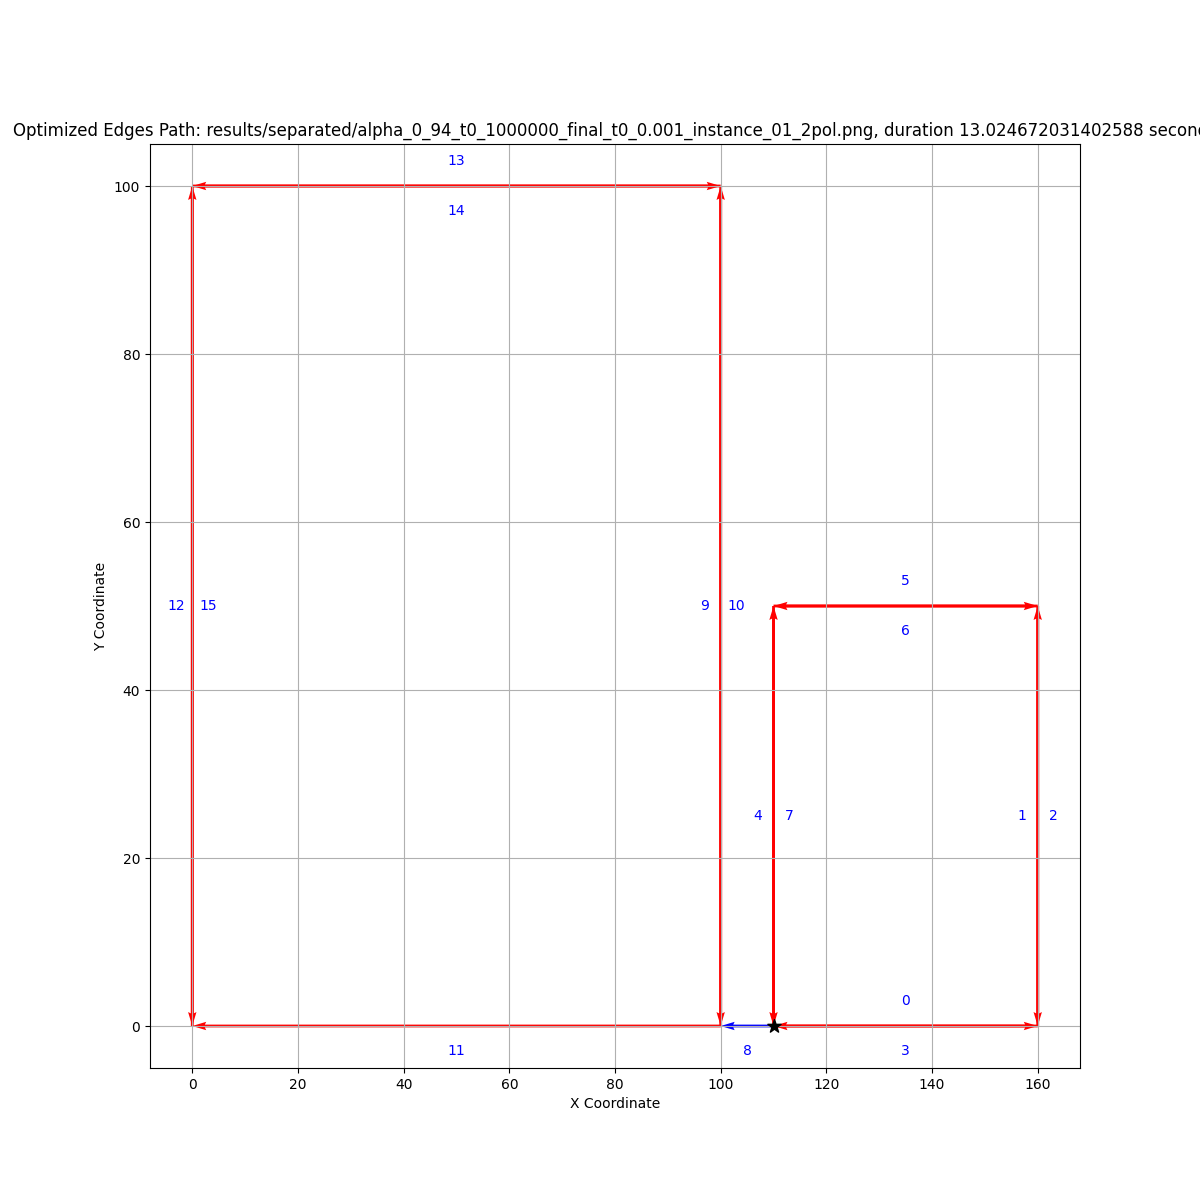 Optimized Edges Path: results/separated/alpha_0_94_t0_1000000_final_t0_0.001_instance_01_2pol.png, duration 13.024672031402588
13
100
14
80
60
Y Coordinate
5
12 15 9 10
6
40
4 7 1 2
20
0
0
11 8 3
0 20 40 60 80 100 120 140 160
X Coordinate